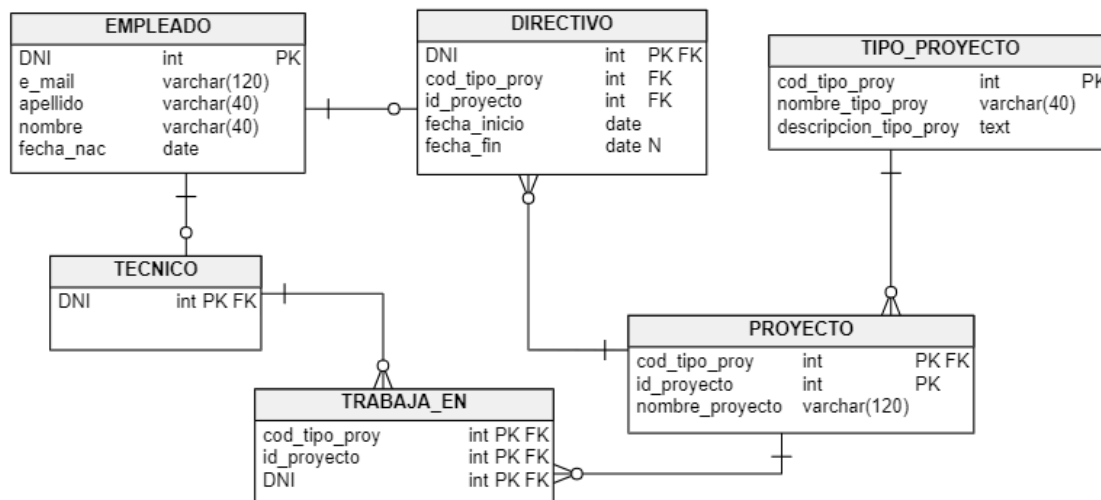 EMPLEADO
DNI int PK
e_mail varchar(120)
apellido varchar(40)
nombre varchar(40)
fecha_nac date
DIRECTIVO
DNI int PK FK
cod_tipo_proy int FK
id_proyecto int FK
fecha_inicio date
fecha_fin date N
TIPO_PROYECTO
cod_tipo_proy int PK
nombre_tipo_proy varchar(40)
descripcion_tipo_proy text
TECNICO
DNI int PK FK
PROYECTO
cod_tipo_proy int PK FK
id_proyecto int PK
nombre_proyecto varchar(120)
TRABAJA_EN
cod_tipo_proy int PK FK
id_proyecto int PK FK
DNI int PK FK